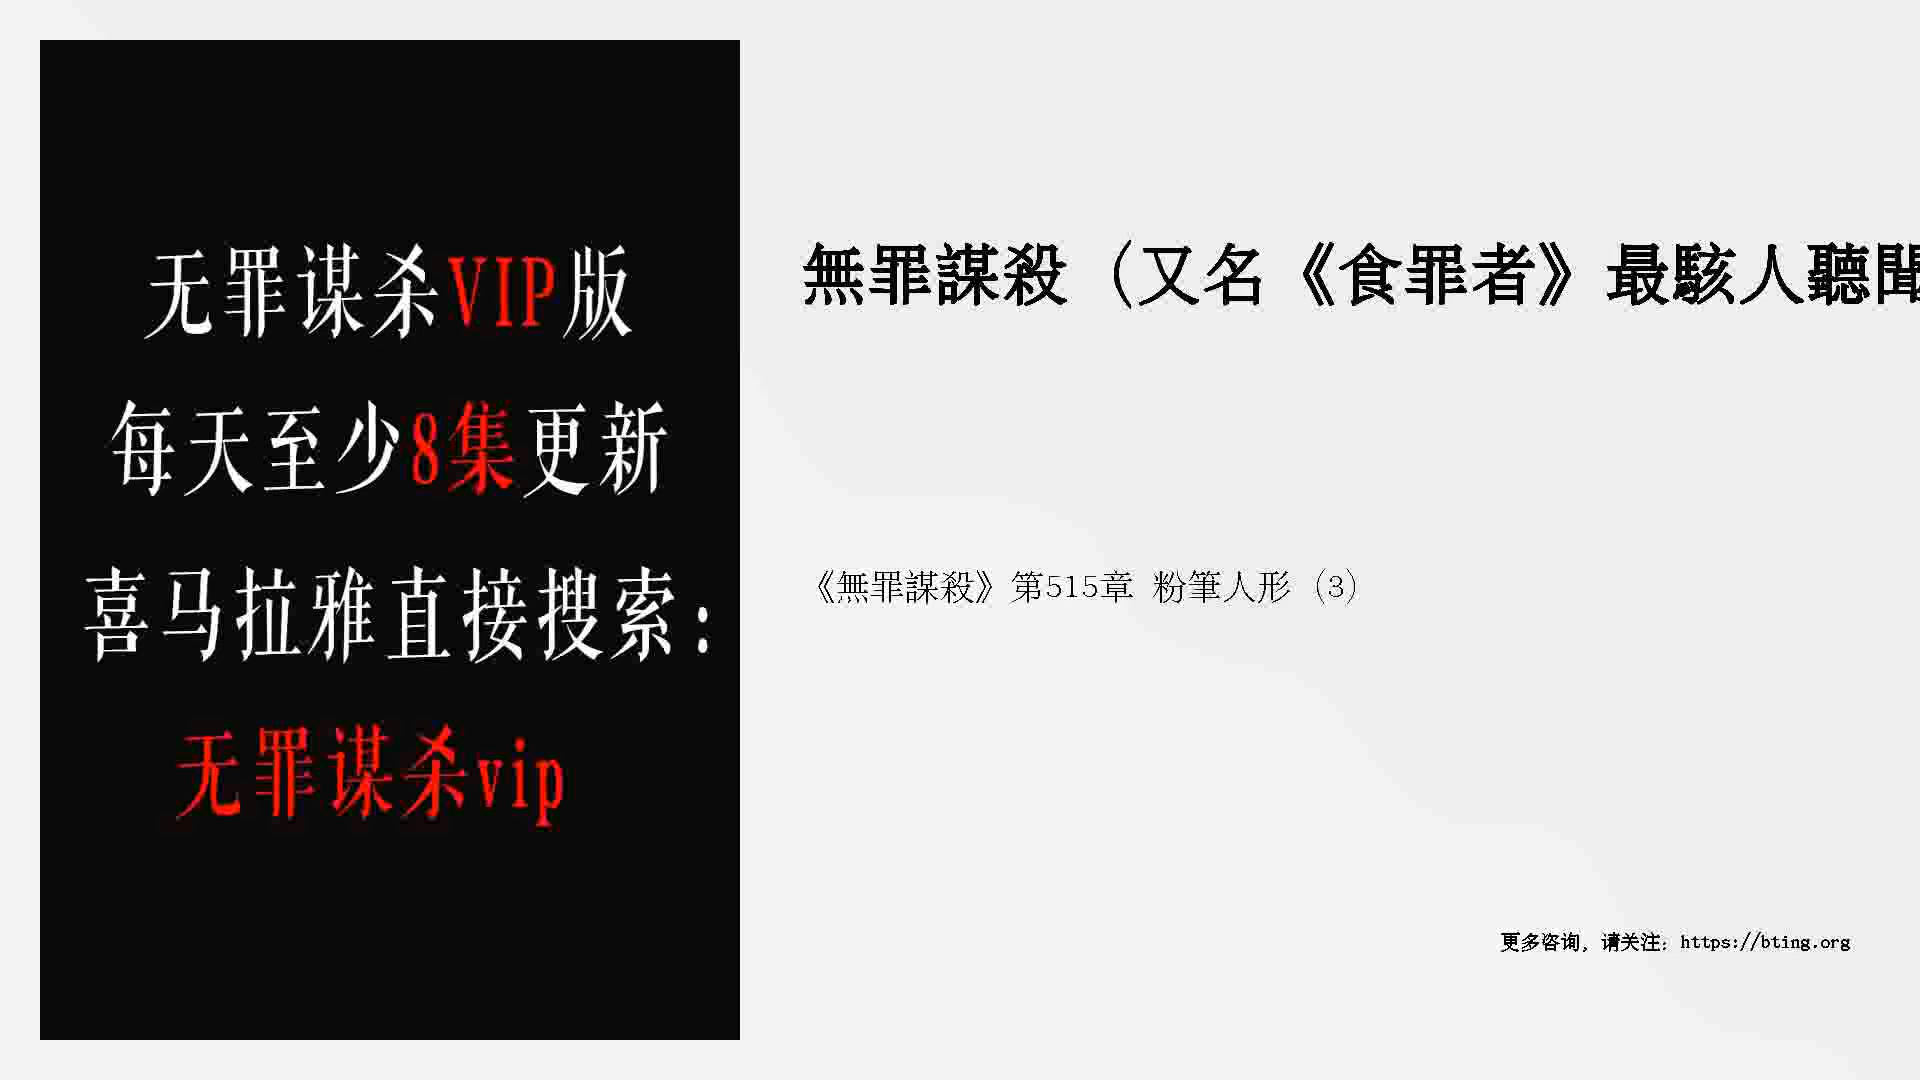 无罪谋杀VIP版
每天至少8集更新
喜马拉雅直接搜索:
无罪谋杀vip
無罪謀殺（又名《食罪者》最駭人聽聞
《無罪謀殺》第515章 粉筆人形（3）
更多咨询，请关注：https://bting.org